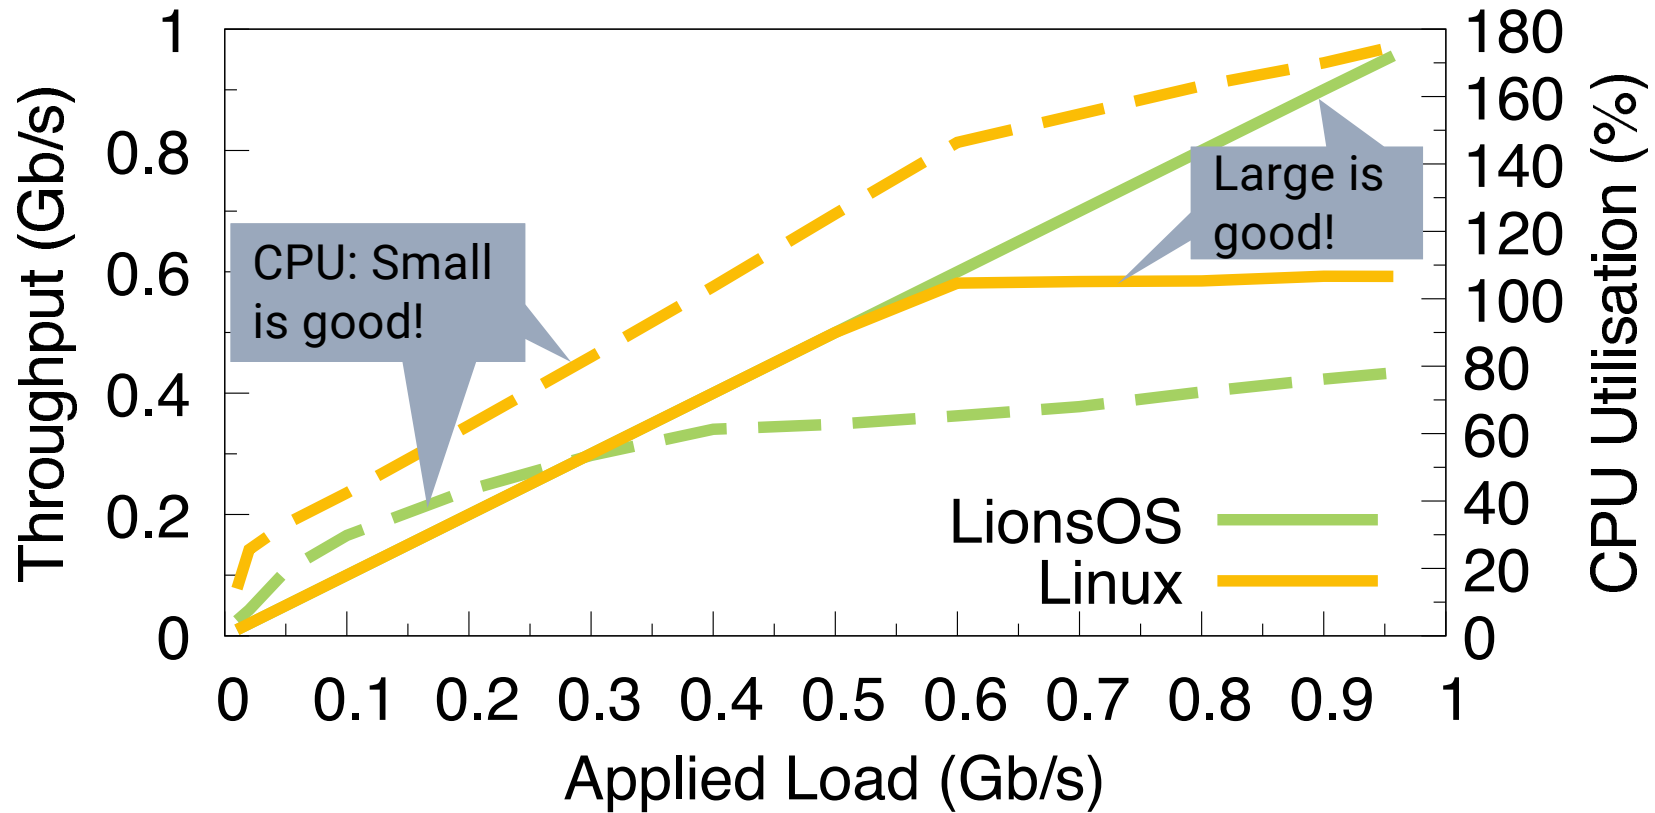 Throughput (Gb/s)
1
0.8
0.6
0.4
0.2
0
CPU: Small
is good!
Large is
good!
LionsOS
Linux
180
160
140
120
100
80
60
40
20
0
CPU Utilisation (%)
0 0.1 0.2 0.3 0.4 0.5 0.6 0.7 0.8 0.9 1
Applied Load (Gb/s)